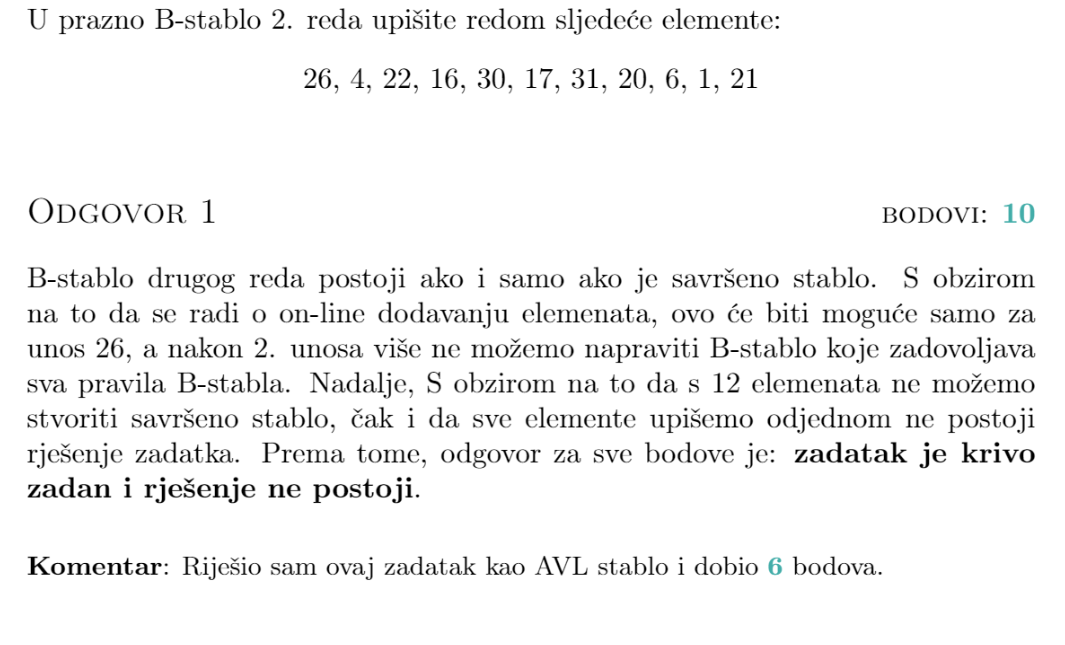 U prazno B-stablo 2. reda upišite redom sljedeće elemente:
26, 4, 22, 16, 30, 17, 31, 20, 6, 1, 21
Odgovor 1
bodovi: 10
B-stablo drugog reda postoji ako i samo ako je savršeno stablo. S obzirom
na to da se radi o on-line dodavanju elemenata, ovo će biti moguće samo za
unos 26, a nakon 2. unosa više ne možemo napraviti B-stablo koje zadovoljava
sva pravila B-stabla. Nadalje, S obzirom na to da s 12 elemenata ne možemo
stvoriti savršeno stablo, čak i da sve elemente upišemo odjednom ne postoji
rješenje zadatka. Prema tome, odgovor za sve bodove je: zadatak je krivo
zadan i rješenje ne postoji.
Komentar: Riješio sam ovaj zadatak kao AVL stablo i dobio 6 bodova.